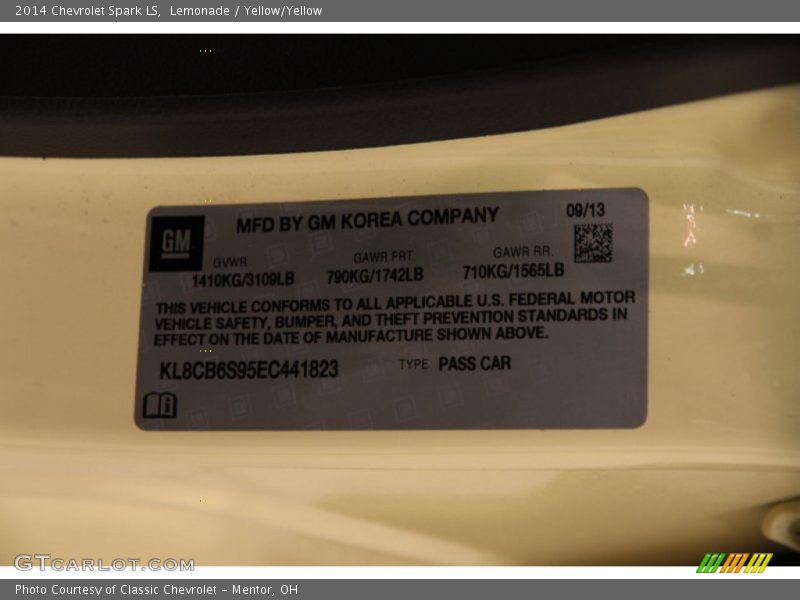 2014 Chevrolet Spark LS, Lemonade / Yellow/Yellow
MFD BY GM KOREA COMPANY
09/13
GM
GVWR
GAWR FRT.
GAWR RR.
1410KG/3109LB
790KG/1742LB
710KG/1565LB
THIS VEHICLE CONFORMS TO ALL APPLICABLE U.S. FEDERAL MOTOR
VEHICLE SAFETY, BUMPER, AND THEFT PREVENTION STANDARDS IN
EFFECT ON THE DATE OF MANUFACTURE SHOWN ABOVE.
KL8CB6S95EC441823
TYPE: PASS CAR
GTCARLOT.COM
Photo Courtesy of Classic Chevrolet - Mentor, OH